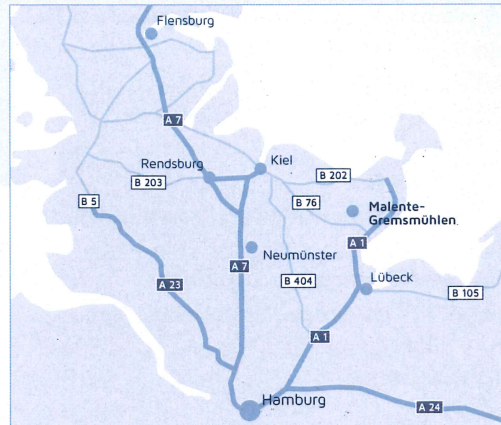 Flensburg
A 7
Kiel
Rendsburg
B 203
B 202
B 5
B 76
Malente-
Gremsmühlen
A 1
Neumünster
A 7
A 23
B 404
Lübeck
B 105
A 1
Hamburg
A 24